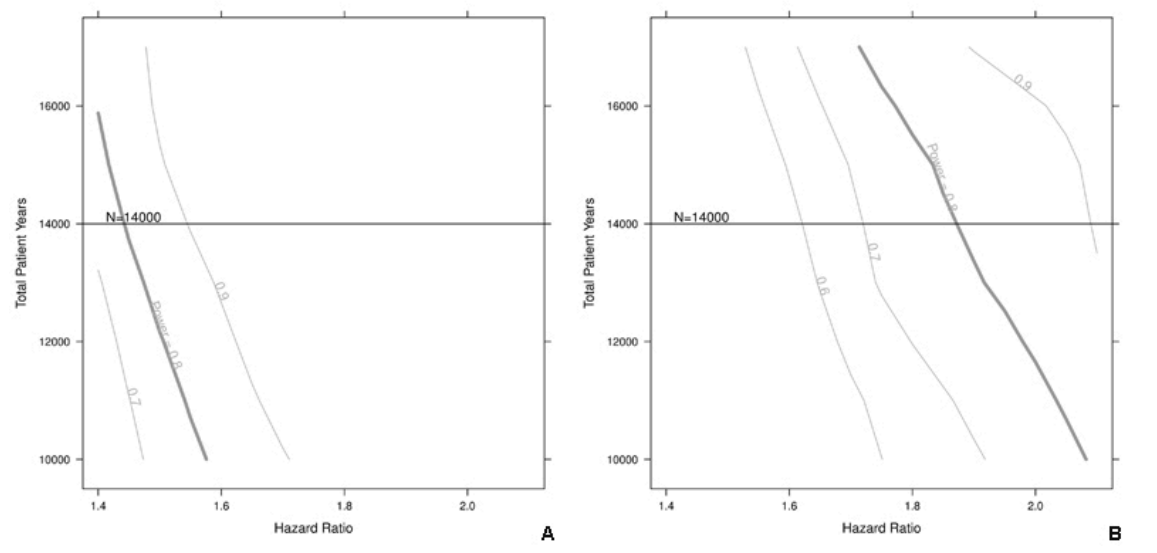 16000
14000
12000
10000
Total Patient Years
N=14000
0.9
Power = 0.8
0.7
1.4
1.6
1.8
2.0
Hazard Ratio
A
16000
14000
12000
10000
Total Patient Years
0.9
Power = 0.8
N=14000
0.7
0.6
1.4
1.6
1.8
2.0
Hazard Ratio
B